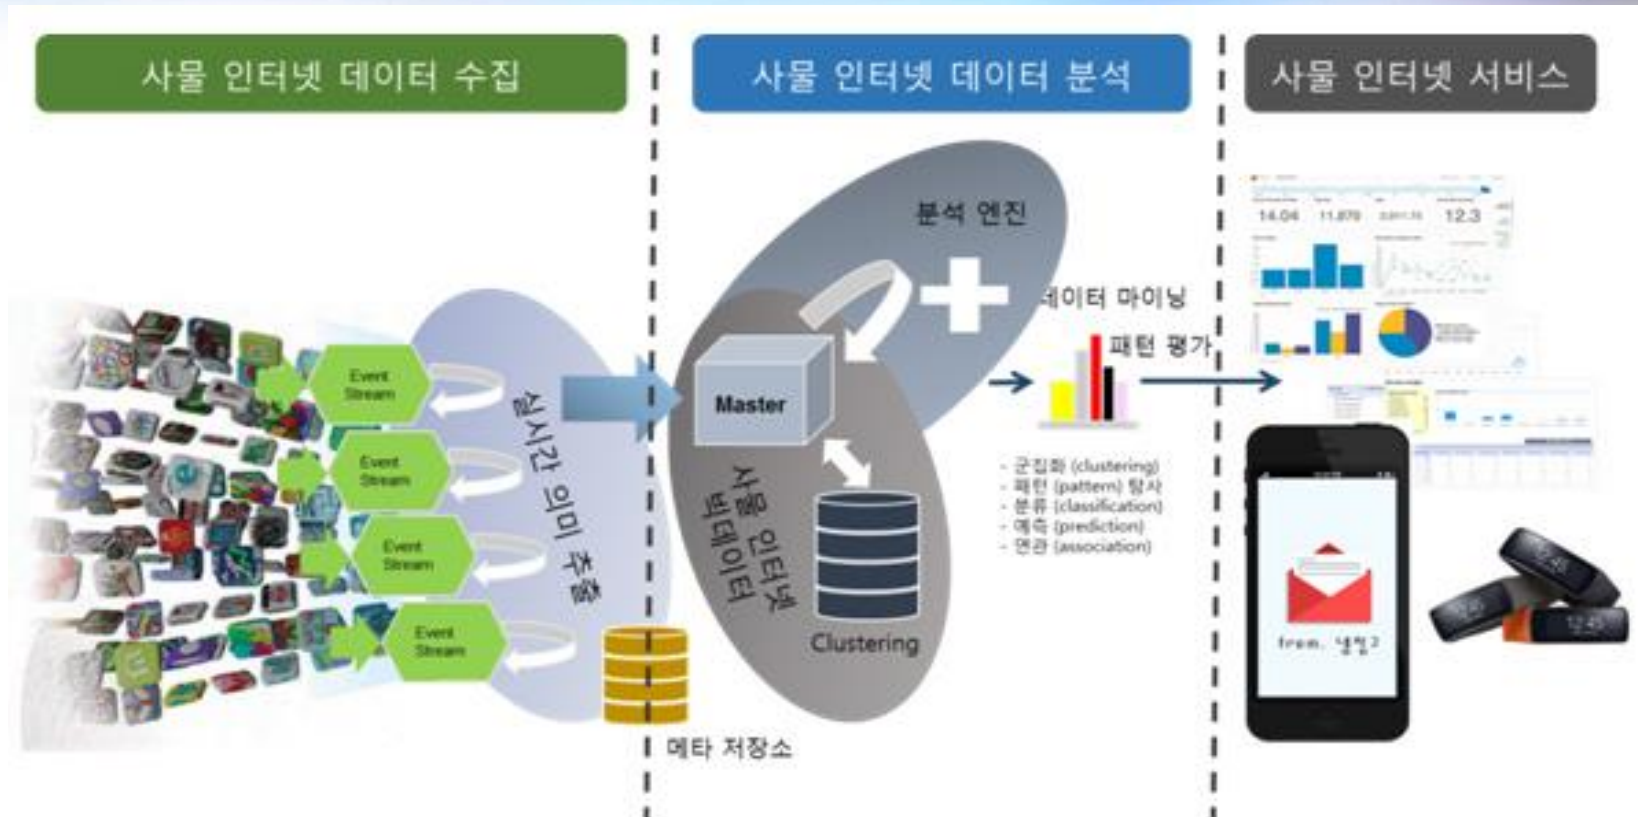 사물 인터넷 데이터 수집
사물 인터넷 데이터 분석
사물 인터넷 서비스
Event
Stream
Event
Stream
Event
Stream
Event
Stream
실시간 의미 추출
메타 저장소
분석 엔진
Master
사물 인터넷
빅데이터
Clustering
데이터 마이닝
패턴 평가
- 군집화 (clustering)
- 패턴 (pattern) 탐사
- 분류 (classification)
- 예측 (prediction)
- 연관 (association)
14.04
11.870
12.3
from.
12:45